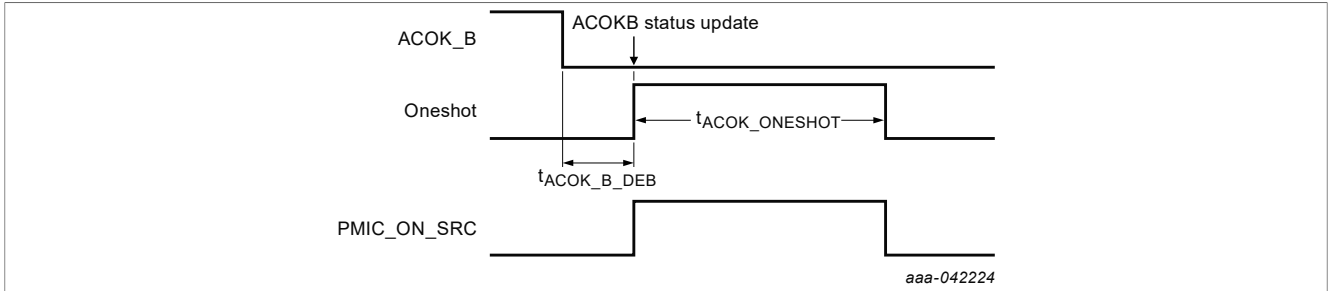 ACOK_B
ACOKB status update
Oneshot
tACOK_ONESHOT
tACOK_B_DEB
PMIC_ON_SRC
aaa-042224